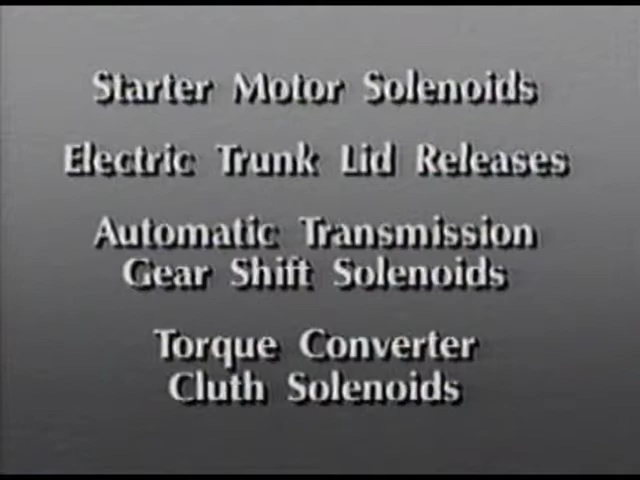 Starter Motor Solenoids
Electric Trunk Lid Releases
Automatic Transmission
Gear Shift Solenoids
Torque Converter
Cluth Solenoids